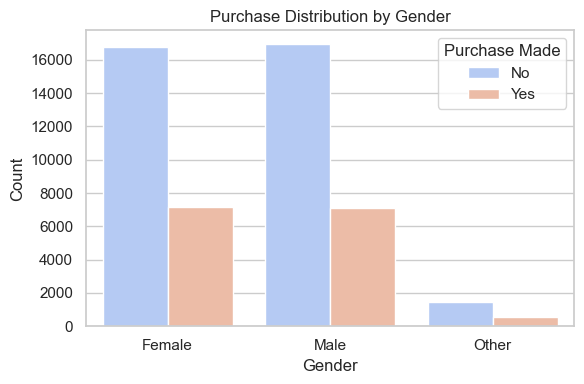 Purchase Distribution by Gender
Purchase Made
No
Yes
Count
16000
14000
12000
10000
8000
6000
4000
2000
0
Female
Male
Other
Gender